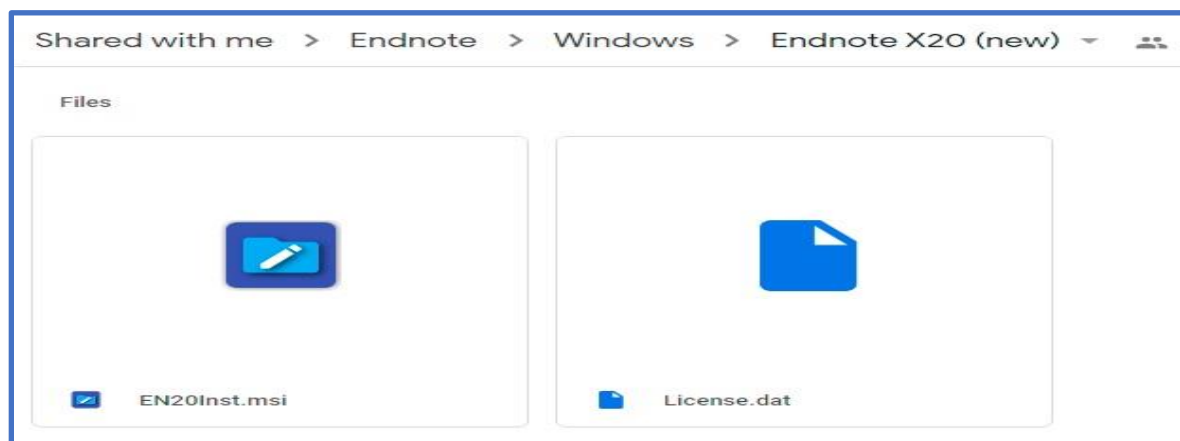 Shared with me > Endnote > Windows > Endnote X20 (new)
Files
EN20Inst.msi
License.dat